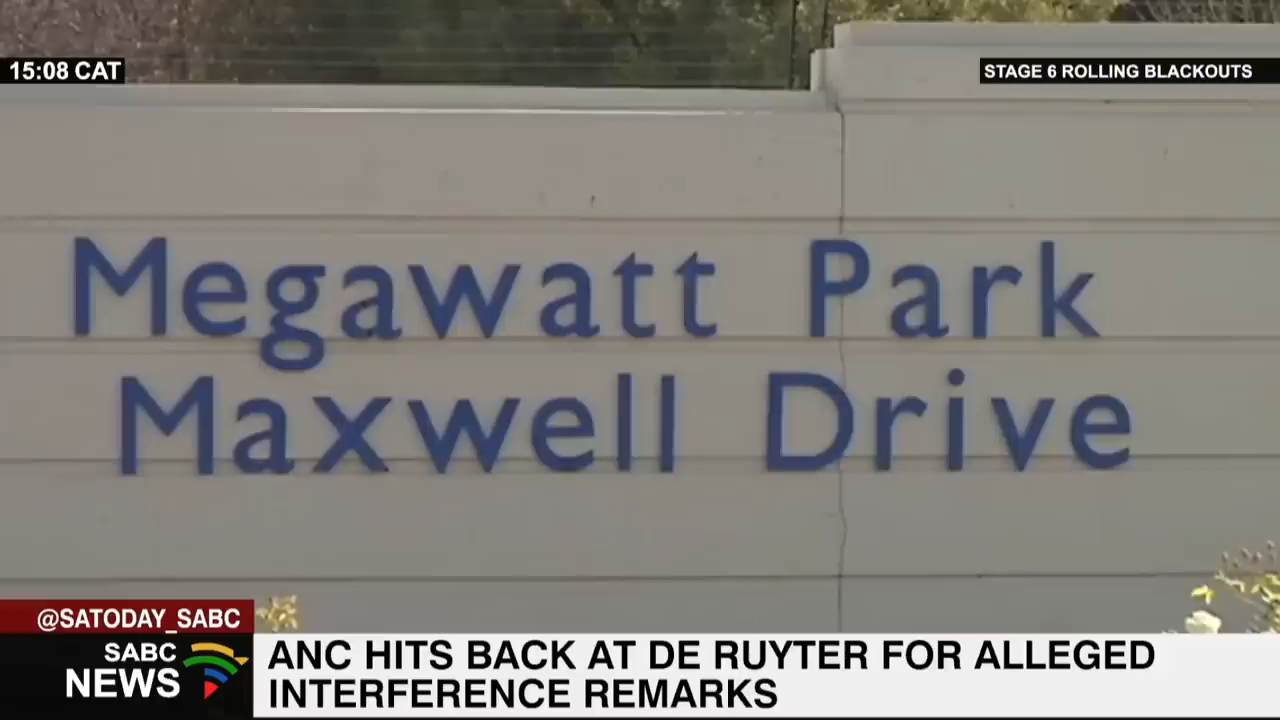 15:08 CAT
STAGE 6 ROLLING BLACKOUTS
Megawatt Park
Maxwell Drive
@SATODAY_SABC
SABC
NEWS
ANC HITS BACK AT DE RUYTER FOR ALLEGED
INTERFERENCE REMARKS